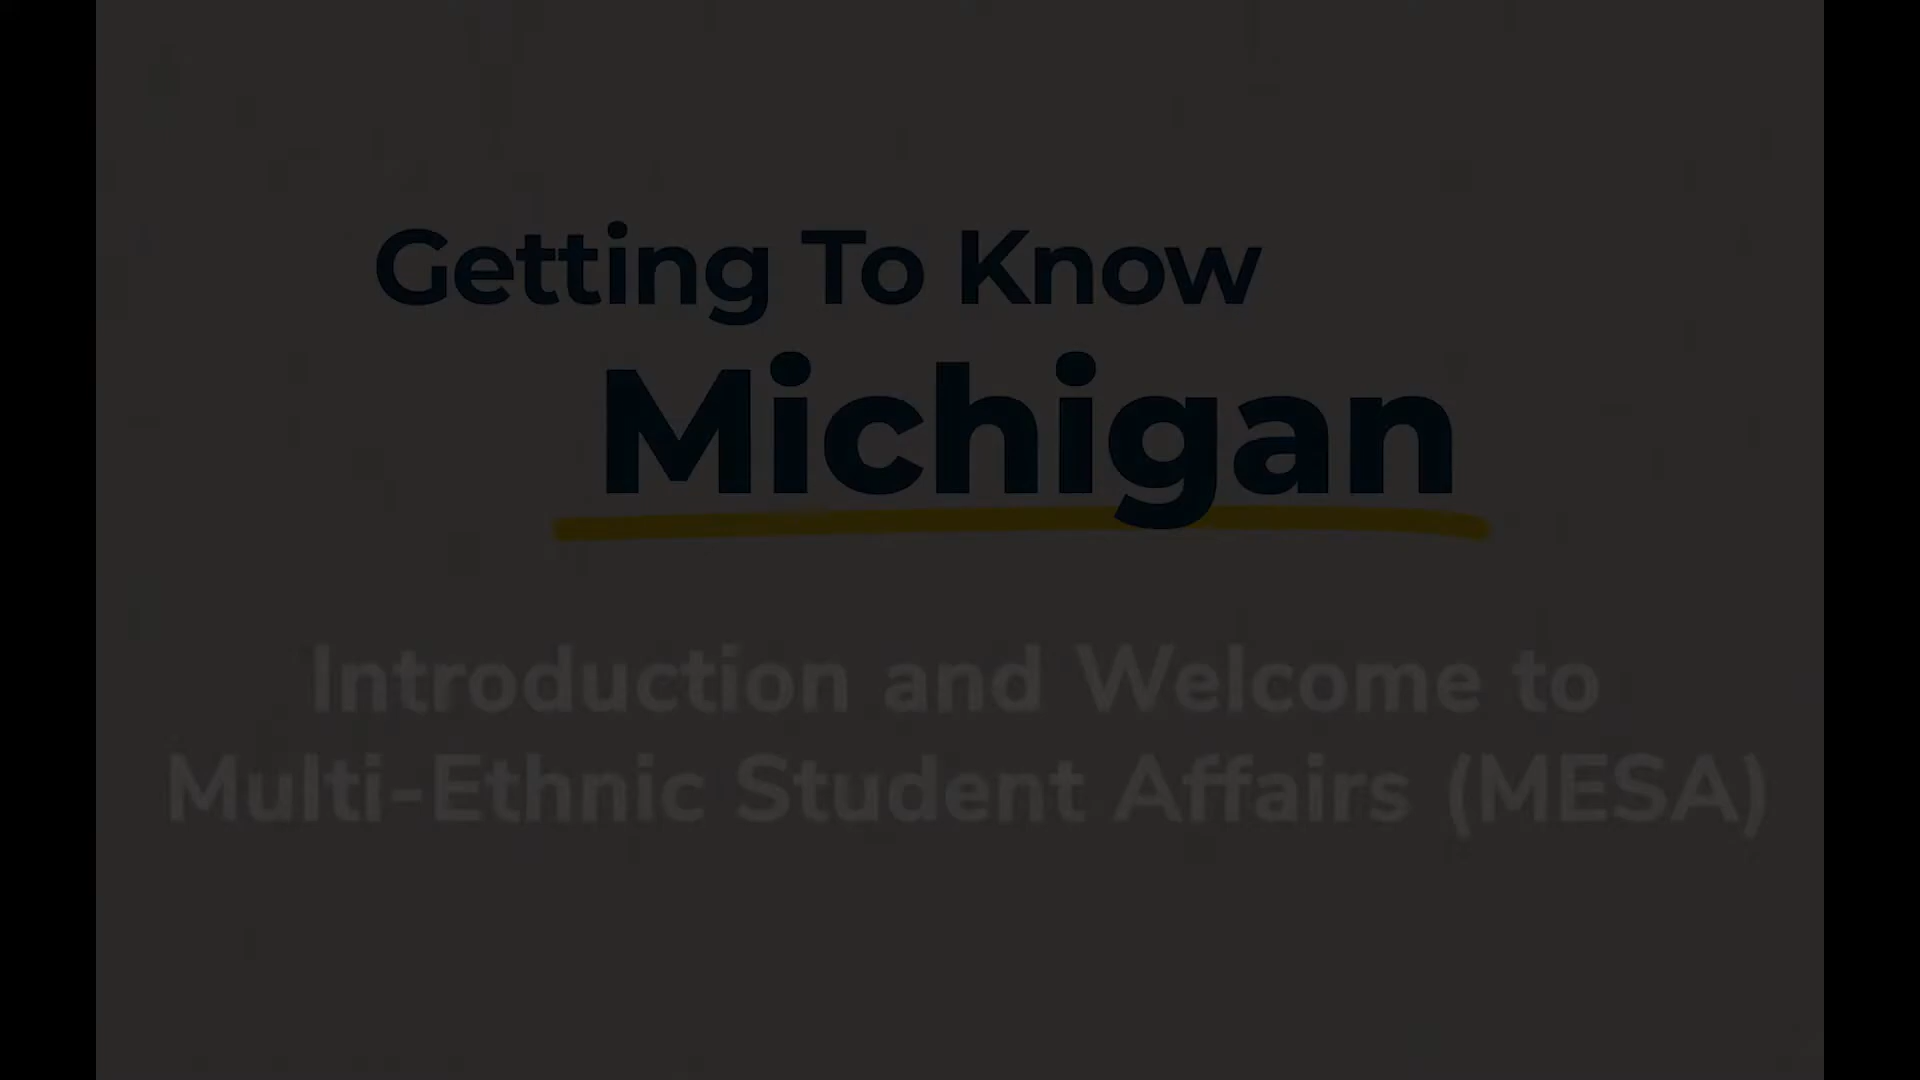 Getting To Know
Michigan
Introduction and Welcome to
Multi-Ethnic Student Affairs (MESA)